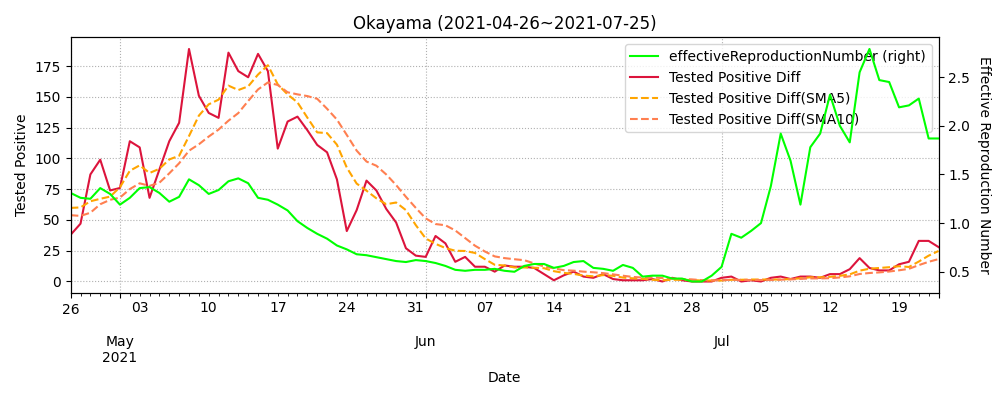 Okayama (2021-04-26~2021-07-25)
effectiveReproductionNumber (right)
Tested Positive Diff
Tested Positive Diff(SMA5)
Tested Positive Diff(SMA10)
Tested Positive
175
150
125
100
75
50
25
0
2.5
2.0
1.5
1.0
0.5
Effective Reproduction Number
26 03 10 17 24 31 07 14 21 28 05 12 19
May Jun Jul
2021
Date